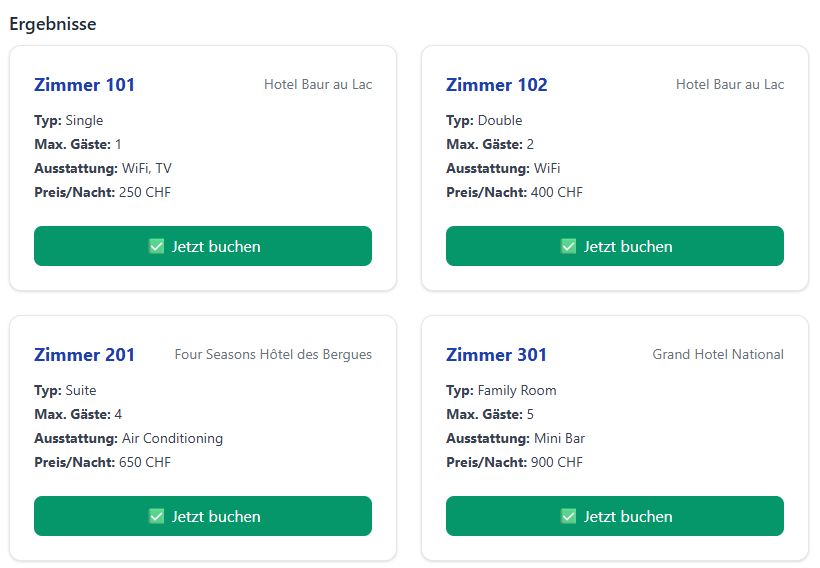 Ergebnisse
Zimmer 101 Hotel Baur au Lac
Typ: Single
Max. Gäste: 1
Ausstattung: WiFi, TV
Preis/Nacht: 250 CHF
✅ Jetzt buchen
Zimmer 102 Hotel Baur au Lac
Typ: Double
Max. Gäste: 2
Ausstattung: WiFi
Preis/Nacht: 400 CHF
✅ Jetzt buchen
Zimmer 201 Four Seasons Hôtel des Bergues
Typ: Suite
Max. Gäste: 4
Ausstattung: Air Conditioning
Preis/Nacht: 650 CHF
✅ Jetzt buchen
Zimmer 301 Grand Hotel National
Typ: Family Room
Max. Gäste: 5
Ausstattung: Mini Bar
Preis/Nacht: 900 CHF
✅ Jetzt buchen